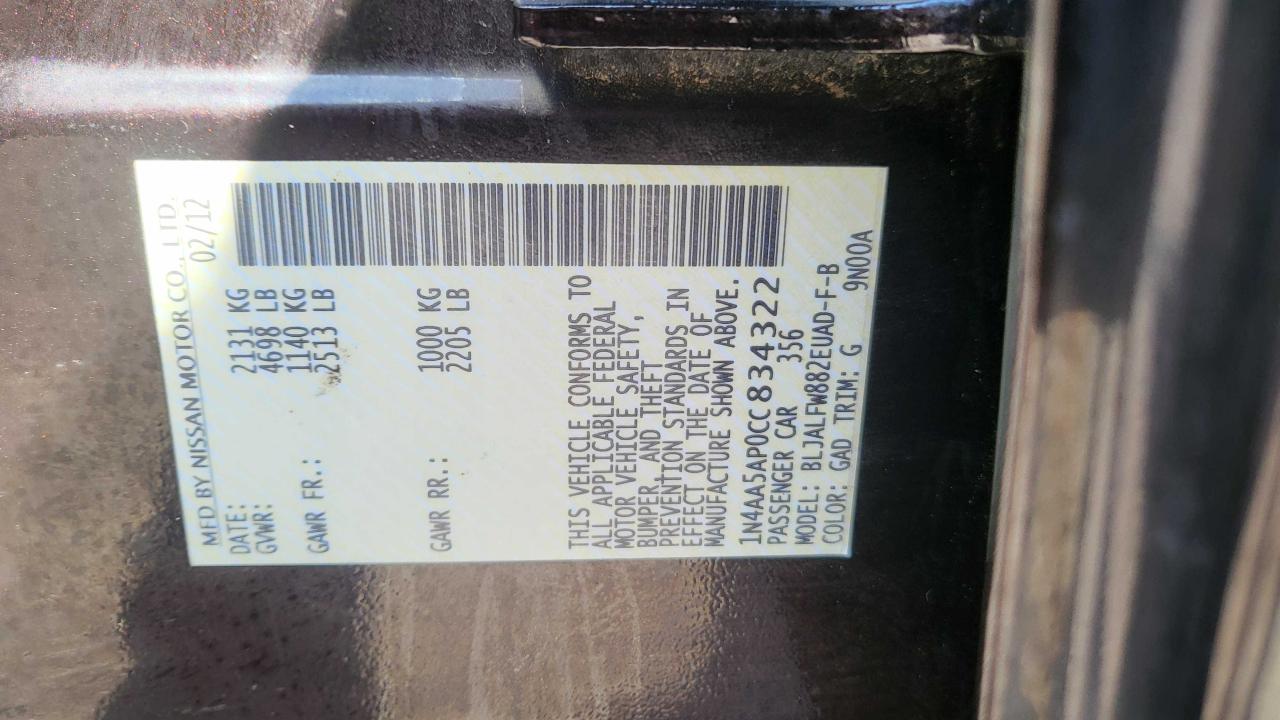 MFD BY NISSAN MOTOR CO., LTD.
DATE: 02/12
GVWR: 2131 KG
4698 LB
GAWR FR.: 1140 KG
2513 LB
GAWR RR.: 1000 KG
2205 LB
THIS VEHICLE CONFORMS TO
ALL APPLICABLE FEDERAL
MOTOR VEHICLE SAFETY,
BUMPER, AND THEFT
PREVENTION STANDARDS IN
EFFECT ON THE DATE OF
MANUFACTURE SHOWN ABOVE.
1N4AA5AP0CC834322
PASSENGER CAR 356
MODEL: BLJALFW882EUAD-F-B
COLOR: GAD TRIM: G 9N00A